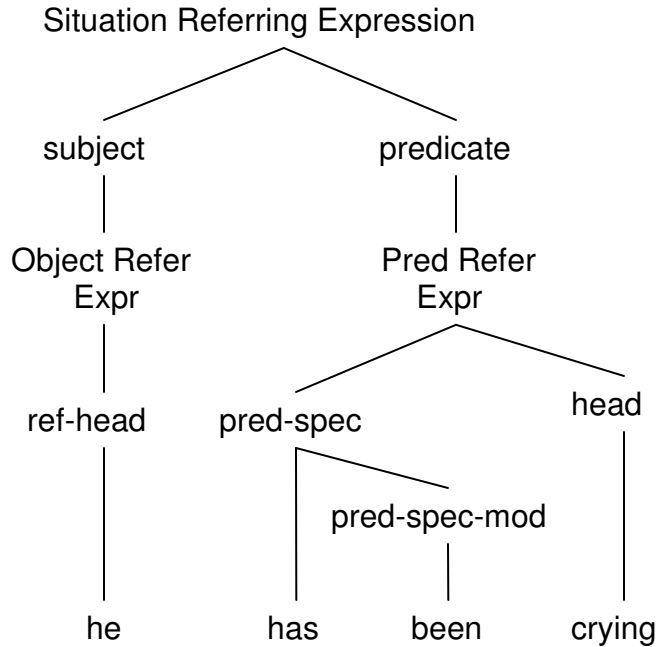 Situation Referring Expression
subject
predicate
Object Refer
Expr
Pred Refer
Expr
ref-head
pred-spec
head
pred-spec-mod
he
has
been
crying